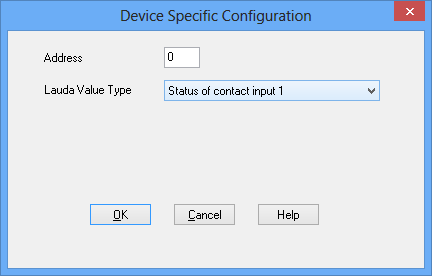 Device Specific Configuration
Address 0
Lauda Value Type Status of contact input 1
OK Cancel Help